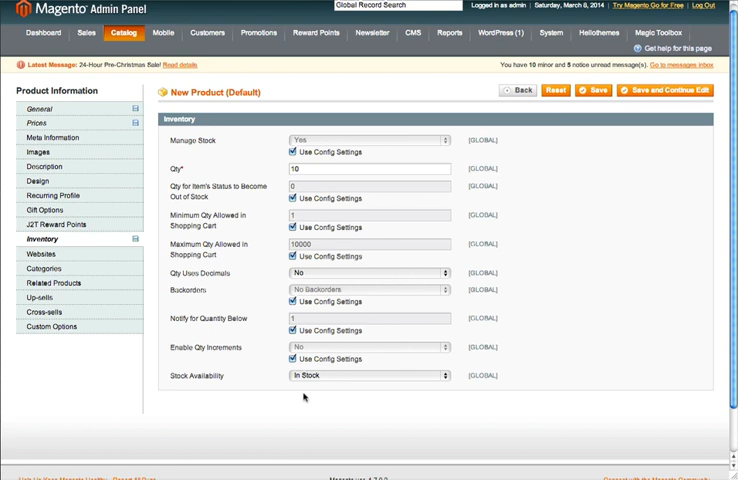 Magento Admin Panel
Global Record Search
Logged in as admin | Saturday, March 8, 2014 | Try Magento Go for Free | Log Out
Dashboard Sales Catalog Mobile Customers Promotions Reward Points Newsletter CMS Reports WordPress (1) System Hellothemes Magic Toolbox
Get help for this page
Latest Message: 24-Hour Pre-Christmas Sale! Read details
You have 10 minor and 5 notice unread message(s). Go to messages inbox
Product Information
General
Prices
Meta Information
Images
Description
Design
Recurring Profile
Gift Options
J2T Reward Points
Inventory
Websites
Categories
Related Products
Up-sells
Cross-sells
Custom Options
New Product (Default)
Back Reset Save Save and Continue Edit
Inventory
Manage Stock Yes [GLOBAL]
Use Config Settings
Qty* 10 [GLOBAL]
Qty for Item's Status to Become Out of Stock 0 [GLOBAL]
Use Config Settings
Minimum Qty Allowed in Shopping Cart 1 [GLOBAL]
Use Config Settings
Maximum Qty Allowed in Shopping Cart 10000 [GLOBAL]
Use Config Settings
Qty Uses Decimals No [GLOBAL]
Backorders No Backorders [GLOBAL]
Use Config Settings
Notify for Quantity Below 1 [GLOBAL]
Use Config Settings
Enable Qty Increments No [GLOBAL]
Use Config Settings
Stock Availability In Stock [GLOBAL]